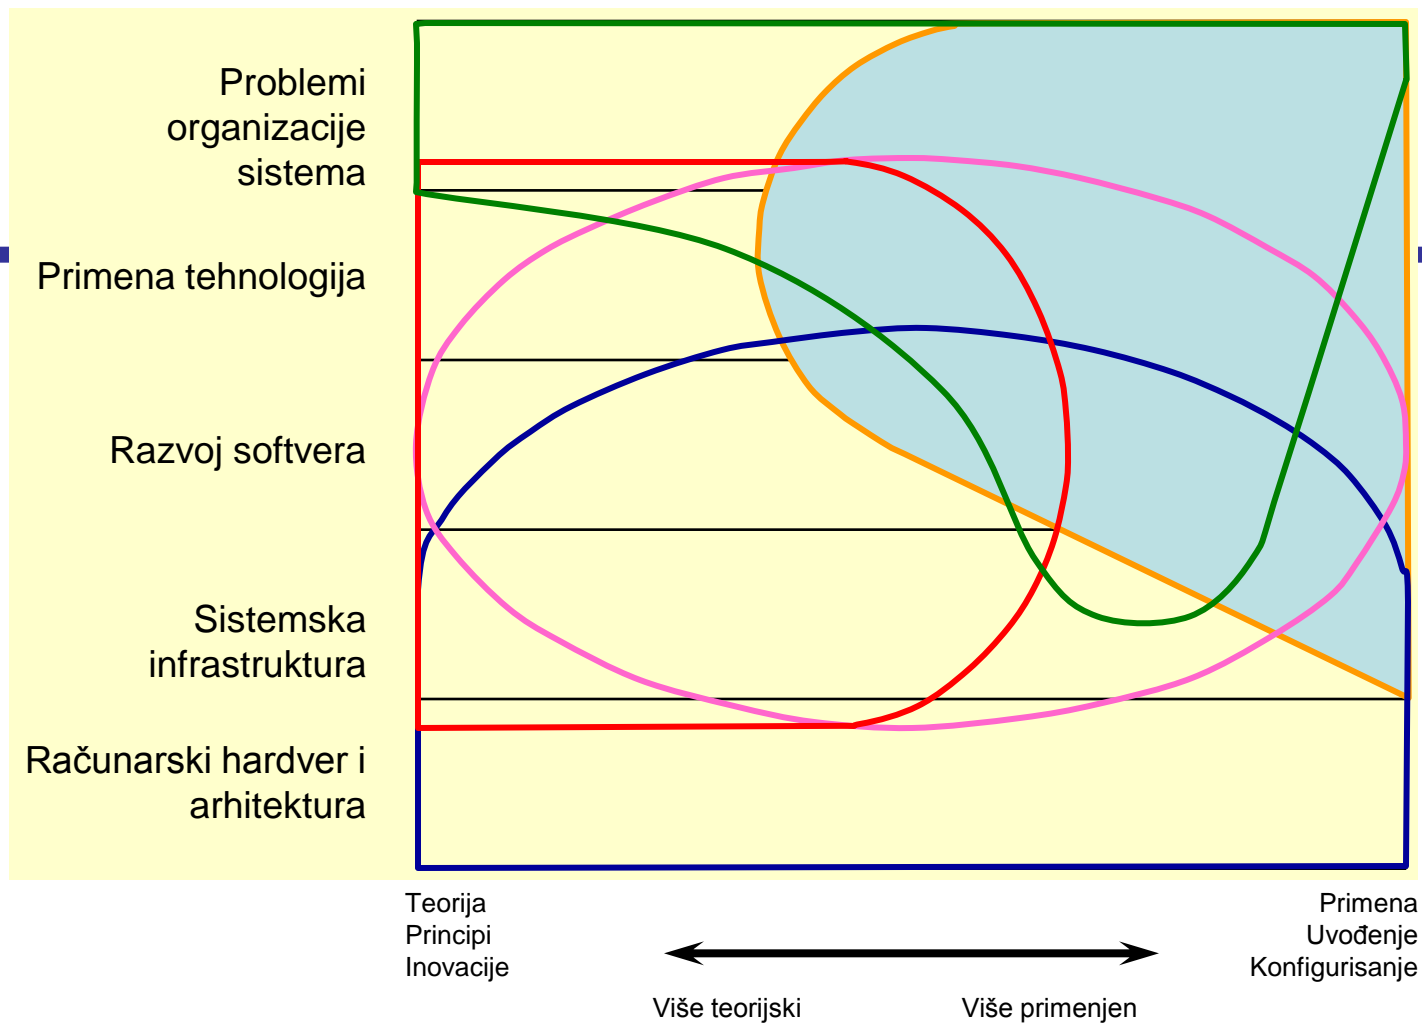 Problemi
organizacije
sistema
Primena tehnologija
Razvoj softvera
Sistemska
infrastruktura
Računarski hardver i
arhitektura
Teorija
Principi
Inovacije
Primena
Uvođenje
Konfigurisanje
Više teorijski
Više primenjen